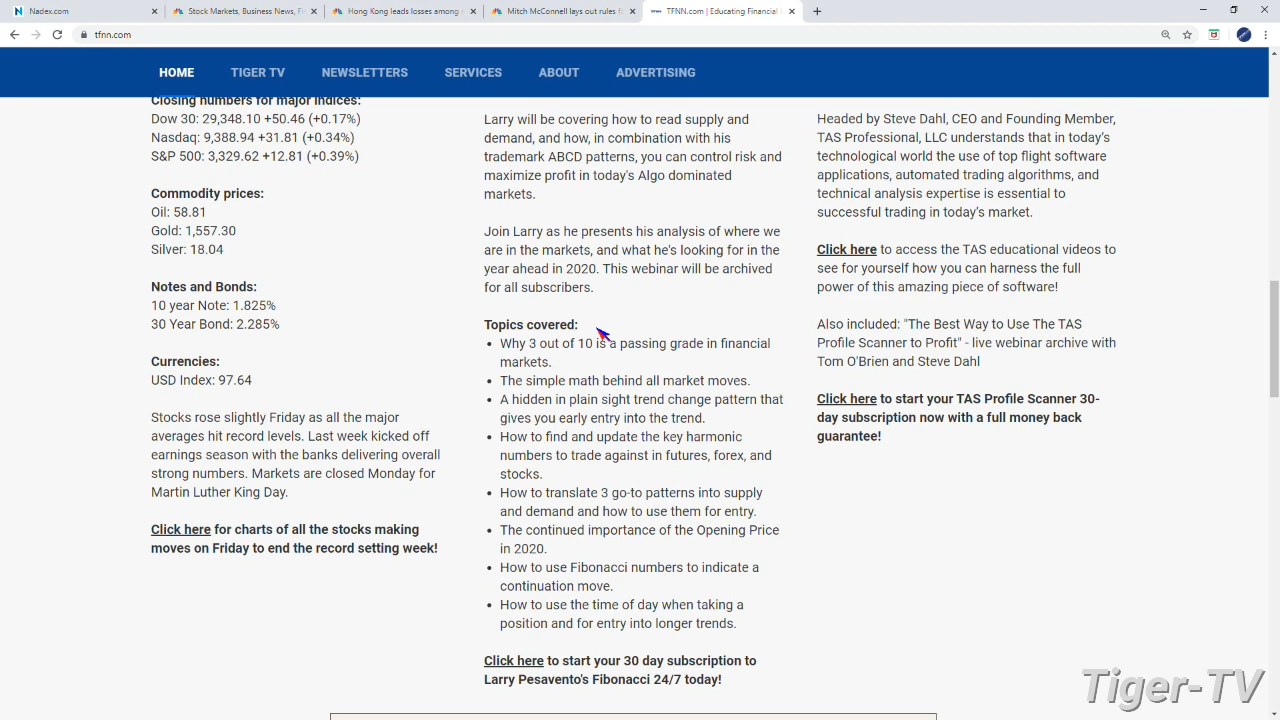 Nadex.com
Stock Markets, Business News, Fi
Hong Kong leads losses among
Mitch McConnell lays out rules f
TFNN.com | Educating Financial
tfnn.com
HOME TIGER TV NEWSLETTERS SERVICES ABOUT ADVERTISING
Closing numbers for major indices:
Dow 30: 29,348.10 +50.46 (+0.17%)
Nasdaq: 9,388.94 +31.81 (+0.34%)
S&P 500: 3,329.62 +12.81 (+0.39%)
Commodity prices:
Oil: 58.81
Gold: 1,557.30
Silver: 18.04
Notes and Bonds:
10 year Note: 1.825%
30 Year Bond: 2.285%
Currencies:
USD Index: 97.64
Stocks rose slightly Friday as all the major
averages hit record levels. Last week kicked off
earnings season with the banks delivering overall
strong numbers. Markets are closed Monday for
Martin Luther King Day.
Click here for charts of all the stocks making
moves on Friday to end the record setting week!
Larry will be covering how to read supply and
demand, and how, in combination with his
trademark ABCD patterns, you can control risk and
maximize profit in today's Algo dominated
markets.
Join Larry as he presents his analysis of where we
are in the markets, and what he's looking for in the
year ahead in 2020. This webinar will be archived
for all subscribers.
Topics covered:
• Why 3 out of 10 is a passing grade in financial
markets.
• The simple math behind all market moves.
• A hidden in plain sight trend change pattern that
gives you early entry into the trend.
• How to find and update the key harmonic
numbers to trade against in futures, forex, and
stocks.
• How to translate 3 go-to patterns into supply
and demand and how to use them for entry.
• The continued importance of the Opening Price
in 2020.
• How to use Fibonacci numbers to indicate a
continuation move.
• How to use the time of day when taking a
position and for entry into longer trends.
Click here to start your 30 day subscription to
Larry Pesavento's Fibonacci 24/7 today!
Headed by Steve Dahl, CEO and Founding Member,
TAS Professional, LLC understands that in today's
technological world the use of top flight software
applications, automated trading algorithms, and
technical analysis expertise is essential to
successful trading in today's market.
Click here to access the TAS educational videos to
see for yourself how you can harness the full
power of this amazing piece of software!
Also included: "The Best Way to Use The TAS
Profile Scanner to Profit" - live webinar archive with
Tom O'Brien and Steve Dahl
Click here to start your TAS Profile Scanner 30-
day subscription now with a full money back
guarantee!
Tiger-TV